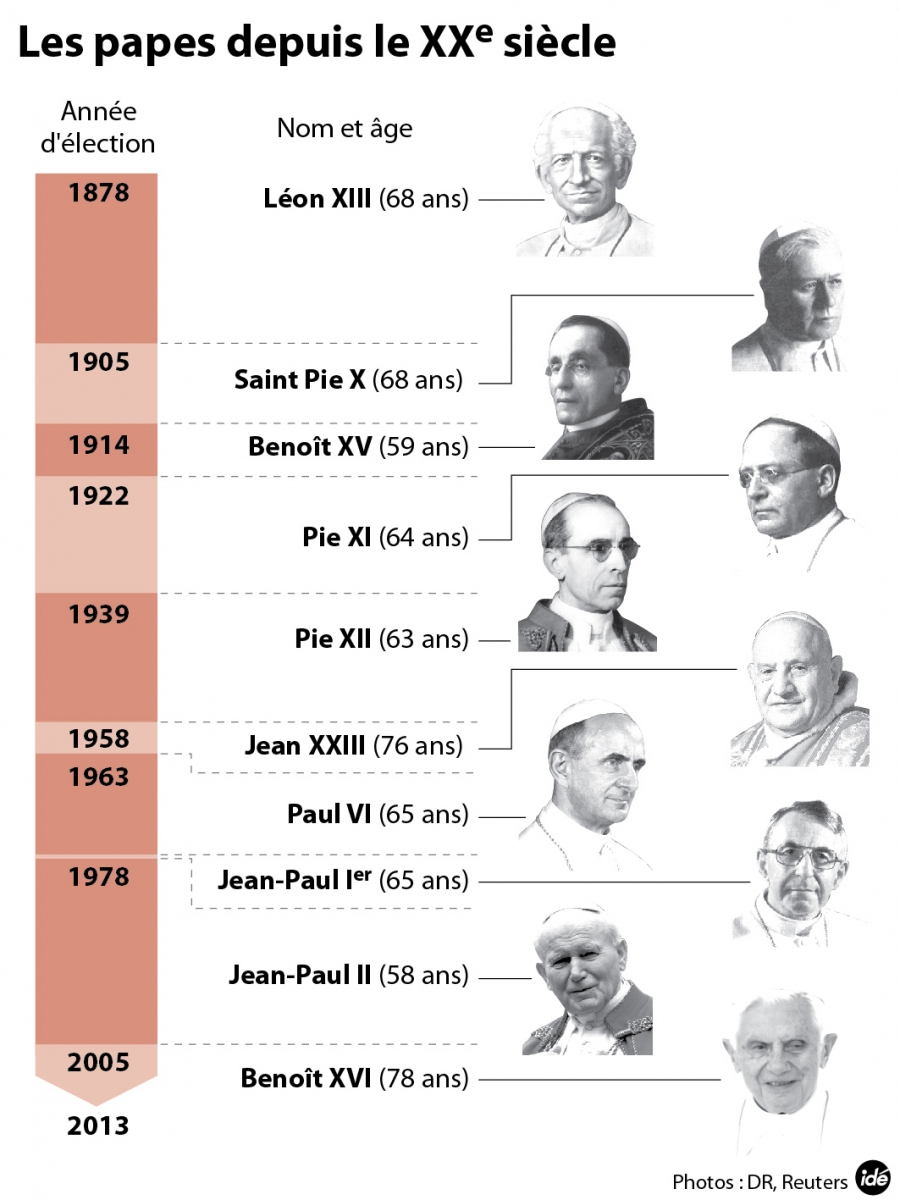 Les papes depuis le XXe siècle
Année
d'élection
Nom et âge
1878
Léon XIII (68 ans)
1905
Saint Pie X (68 ans)
1914
Benoît XV (59 ans)
1922
Pie XI (64 ans)
1939
Pie XII (63 ans)
1958
Jean XXIII (76 ans)
1963
Paul VI (65 ans)
1978
Jean-Paul Ier (65 ans)
Jean-Paul II (58 ans)
2005
Benoît XVI (78 ans)
2013
Photos : DR, Reuters
idé